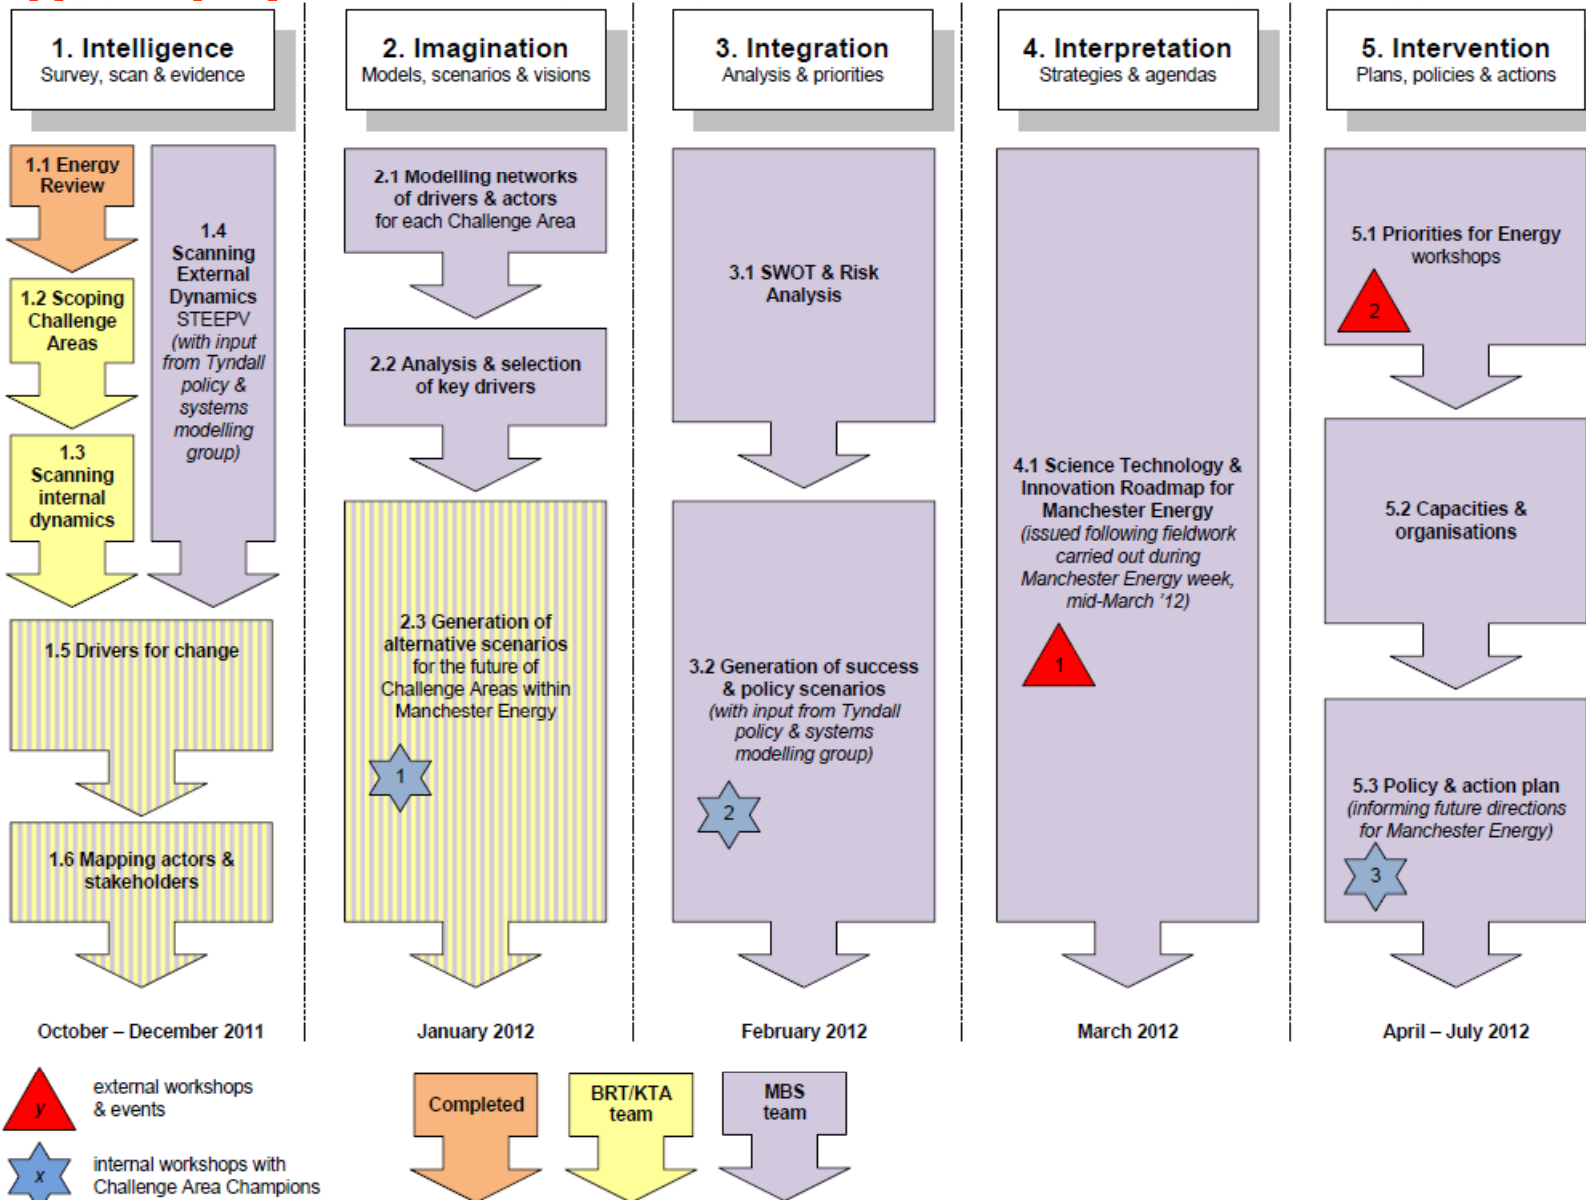 1. Intelligence
Survey, scan & evidence
2. Imagination
Models, scenarios & visions
3. Integration
Analysis & priorities
4. Interpretation
Strategies & agendas
5. Intervention
Plans, policies & actions
1.1 Energy
Review
1.2 Scoping
Challenge
Areas
1.3
Scanning
internal
dynamics
1.4
Scanning
External
Dynamics
STEEPV
(with input
from Tyndall
policy &
systems
modelling
group)
1.5 Drivers for change
1.6 Mapping actors &
stakeholders
October – December 2011
2.1 Modelling networks
of drivers & actors
for each Challenge Area
2.2 Analysis & selection
of key drivers
2.3 Generation of
alternative scenarios
for the future of
Challenge Areas within
Manchester Energy
1
January 2012
3.1 SWOT & Risk
Analysis
3.2 Generation of success
& policy scenarios
(with input from Tyndall
policy & systems
modelling group)
2
February 2012
4.1 Science Technology &
Innovation Roadmap for
Manchester Energy
(issued following fieldwork
carried out during
Manchester Energy week,
mid-March '12)
1
March 2012
5.1 Priorities for Energy
workshops
2
5.2 Capacities &
organisations
5.3 Policy & action plan
(informing future directions
for Manchester Energy)
3
April – July 2012
y
external workshops
& events
x
internal workshops with
Challenge Area Champions
Completed
BRT/KTA
team
MBS
team